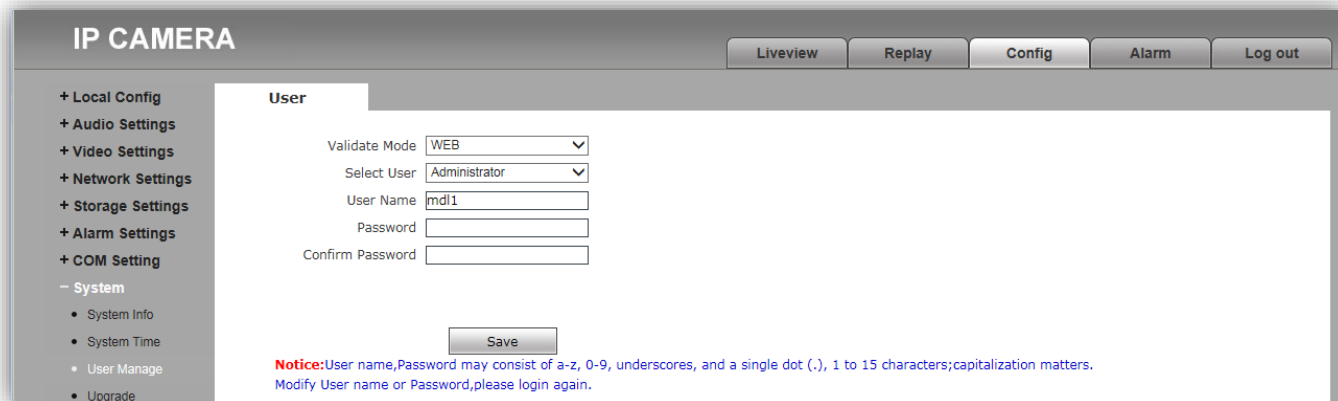 IP CAMERA
Liveview Replay Config Alarm Log out
+ Local Config
+ Audio Settings
+ Video Settings
+ Network Settings
+ Storage Settings
+ Alarm Settings
+ COM Setting
− System
• System Info
• System Time
• User Manage
• Upgrade
User
Validate Mode WEB
Select User Administrator
User Name mdl1
Password
Confirm Password
Save
Notice:User name,Password may consist of a-z, 0-9, underscores, and a single dot (.), 1 to 15 characters;capitalization matters.
Modify User name or Password,please login again.